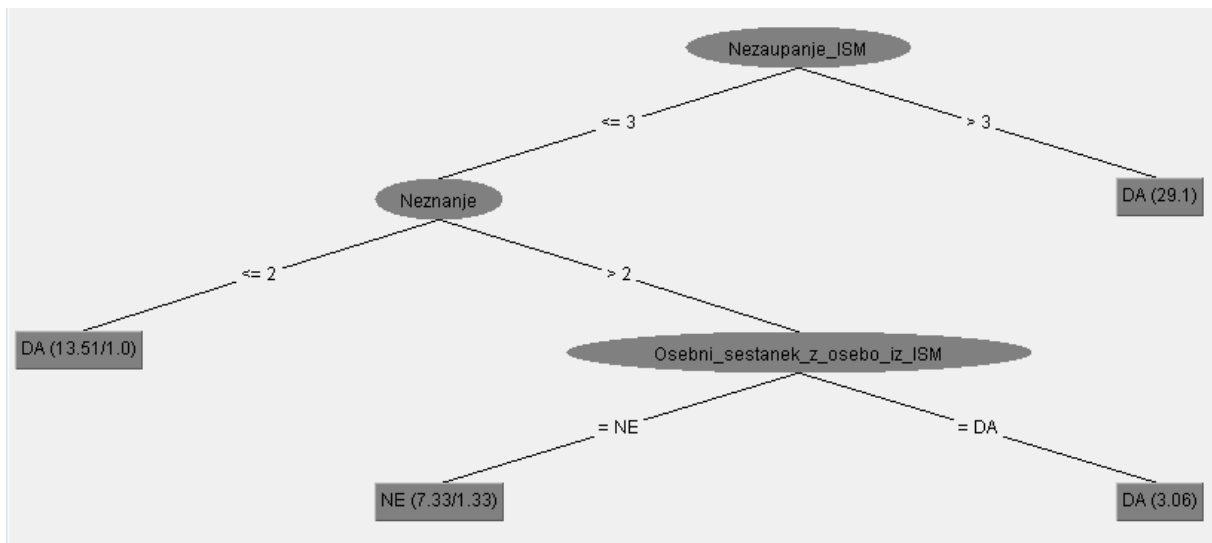 Nezaupanje_ISM
<= 3
> 3
Neznanje
DA (29.1)
<= 2
> 2
DA (13.51/1.0)
Osebni_sestanek_z_osebo_iz_ISM
= NE
= DA
NE (7.33/1.33)
DA (3.06)